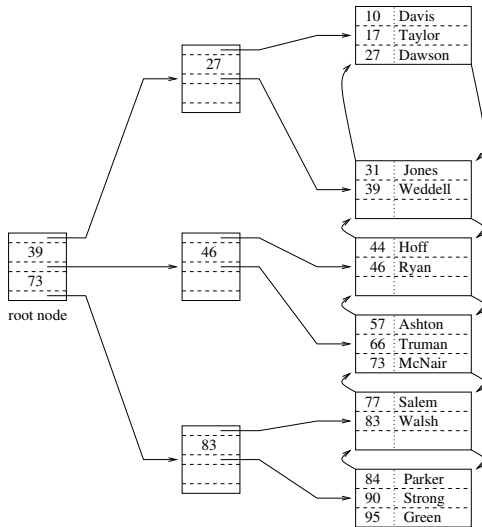 39
73
root node
27
46
83
10 Davis
17 Taylor
27 Dawson
31 Jones
39 Weddell
44 Hoff
46 Ryan
57 Ashton
66 Truman
73 McNair
77 Salem
83 Walsh
84 Parker
90 Strong
95 Green